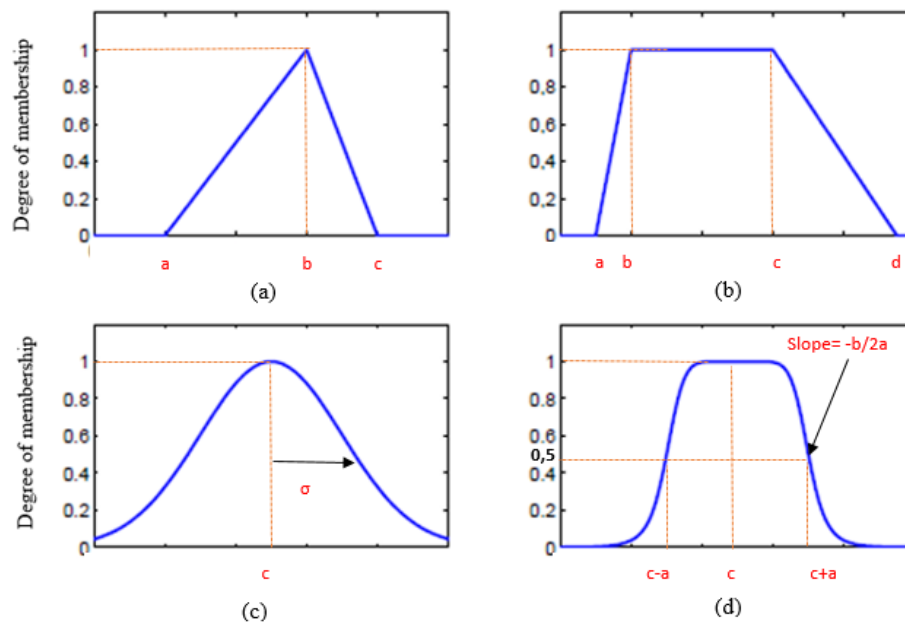 Degree of membership
1
0.8
0.6
0.4
0.2
0
a b c
(a)
1
0.8
0.6
0.4
0.2
0
a b c d
(b)
Degree of membership
1
0.8
0.6
0.4
0.2
0
σ
c
(c)
Slope= -b/2a
1
0.8
0.6
0,5
0.4
0.2
0
c-a c c+a
(d)